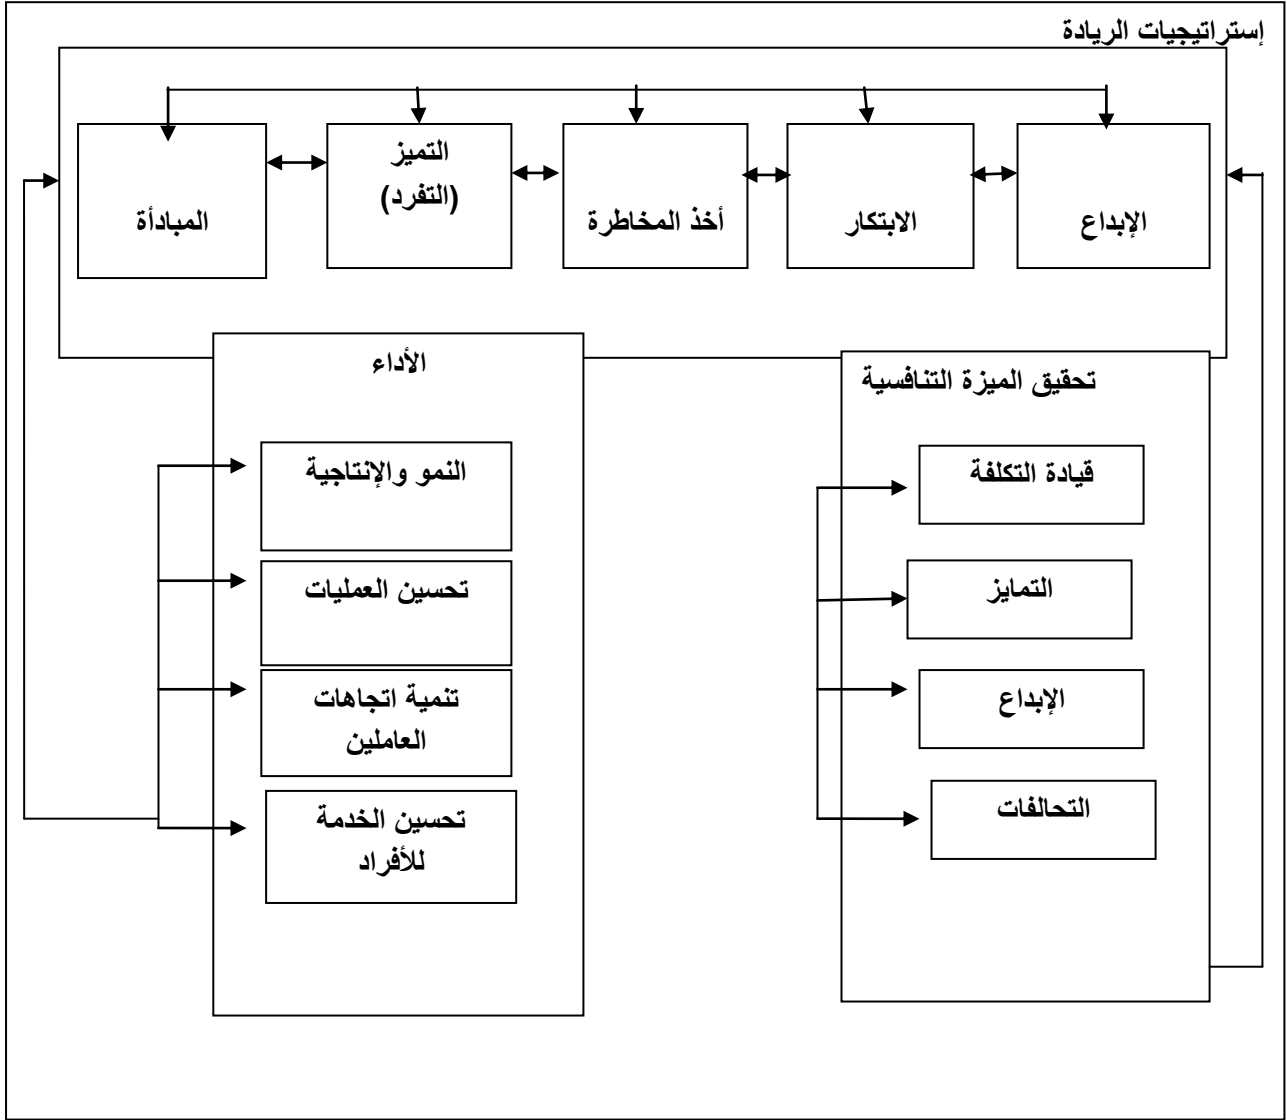 إستراتيجيات الريادة
الإبداع
الابتكار
أخذ المخاطرة
التميز
(التفرد)
المبادأة
تحقيق الميزة التنافسية
قيادة التكلفة
التمايز
الإبداع
التحالفات
الأداء
النمو والإنتاجية
تحسين العمليات
تنمية اتجاهات
العاملين
تحسين الخدمة
للأفراد